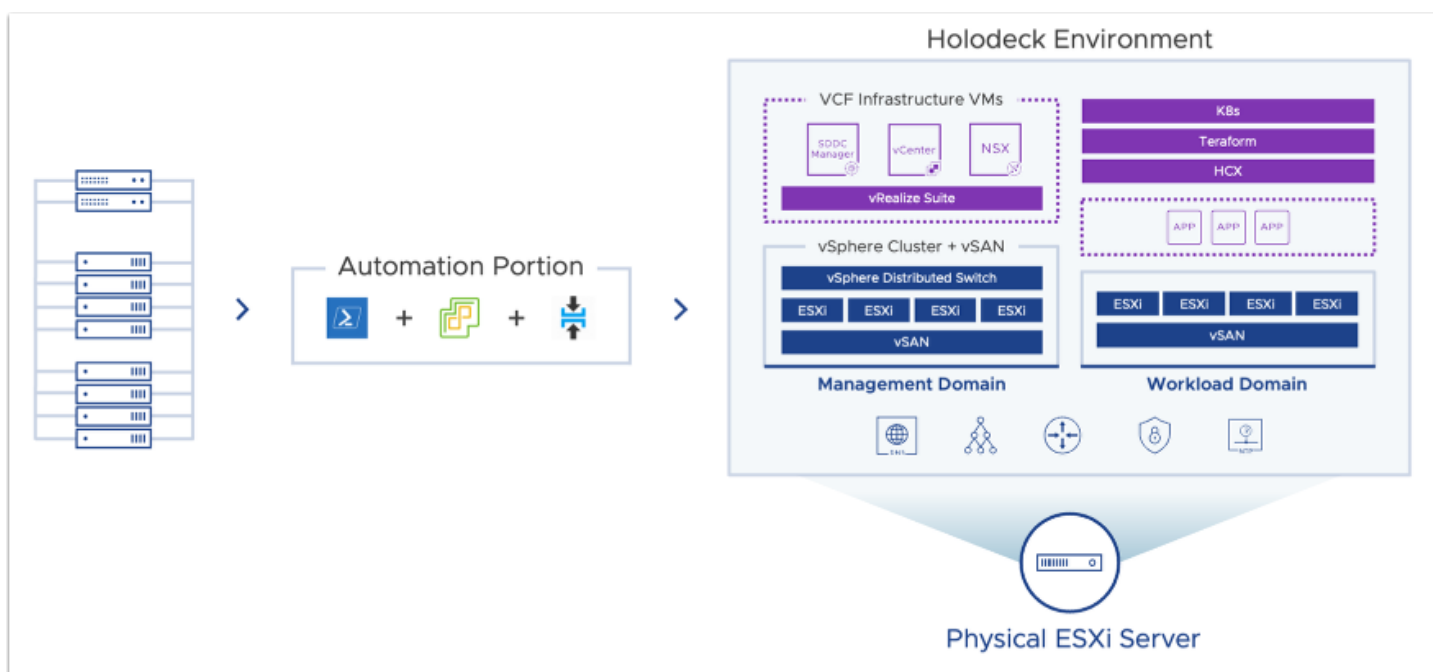 Holodeck Environment
VCF Infrastructure VMs
SDDC
Manager
vCenter
NSX
vRealize Suite
K8s
Teraform
HCX
APP
APP
APP
Automation Portion
vSphere Cluster + vSAN
vSphere Distributed Switch
ESXi
ESXi
ESXi
ESXi
vSAN
Management Domain
ESXi
ESXi
ESXi
ESXi
vSAN
Workload Domain
DNS
NTP
Physical ESXi Server